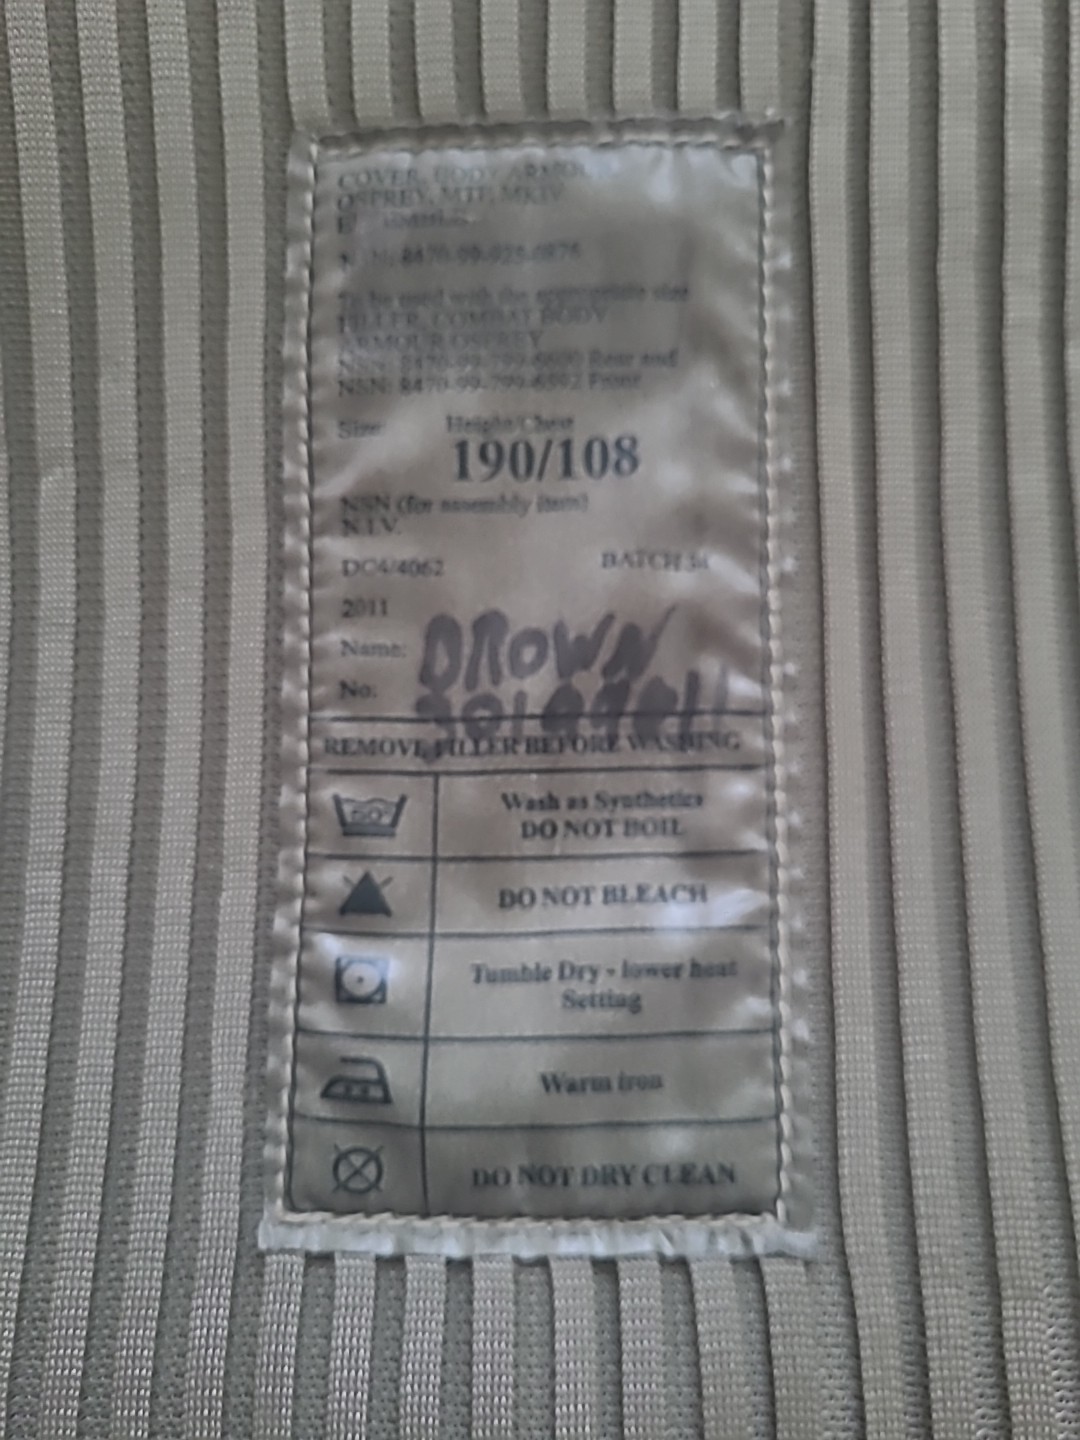 COVER, BODY ARMOUR
OSPREY, MTP, MKIV
NSN: 8470-99-925-0876
To be used with the appropriate size
FILLER, COMBAT BODY
ARMOUR OSPREY
NSN: 8470-99-799-6600 Rear and
NSN: 8470-99-799-6592 Front
Size: Height/Chest
190/108
NSN (for assembly item)
N.I.V.
DC4/4062 BATCH
2011
Name:
No:
REMOVE FILLER BEFORE WASHING
50°
Wash as Synthetics
DO NOT BOIL
DO NOT BLEACH
Tumble Dry - lower heat
Setting
Warm iron
DO NOT DRY CLEAN